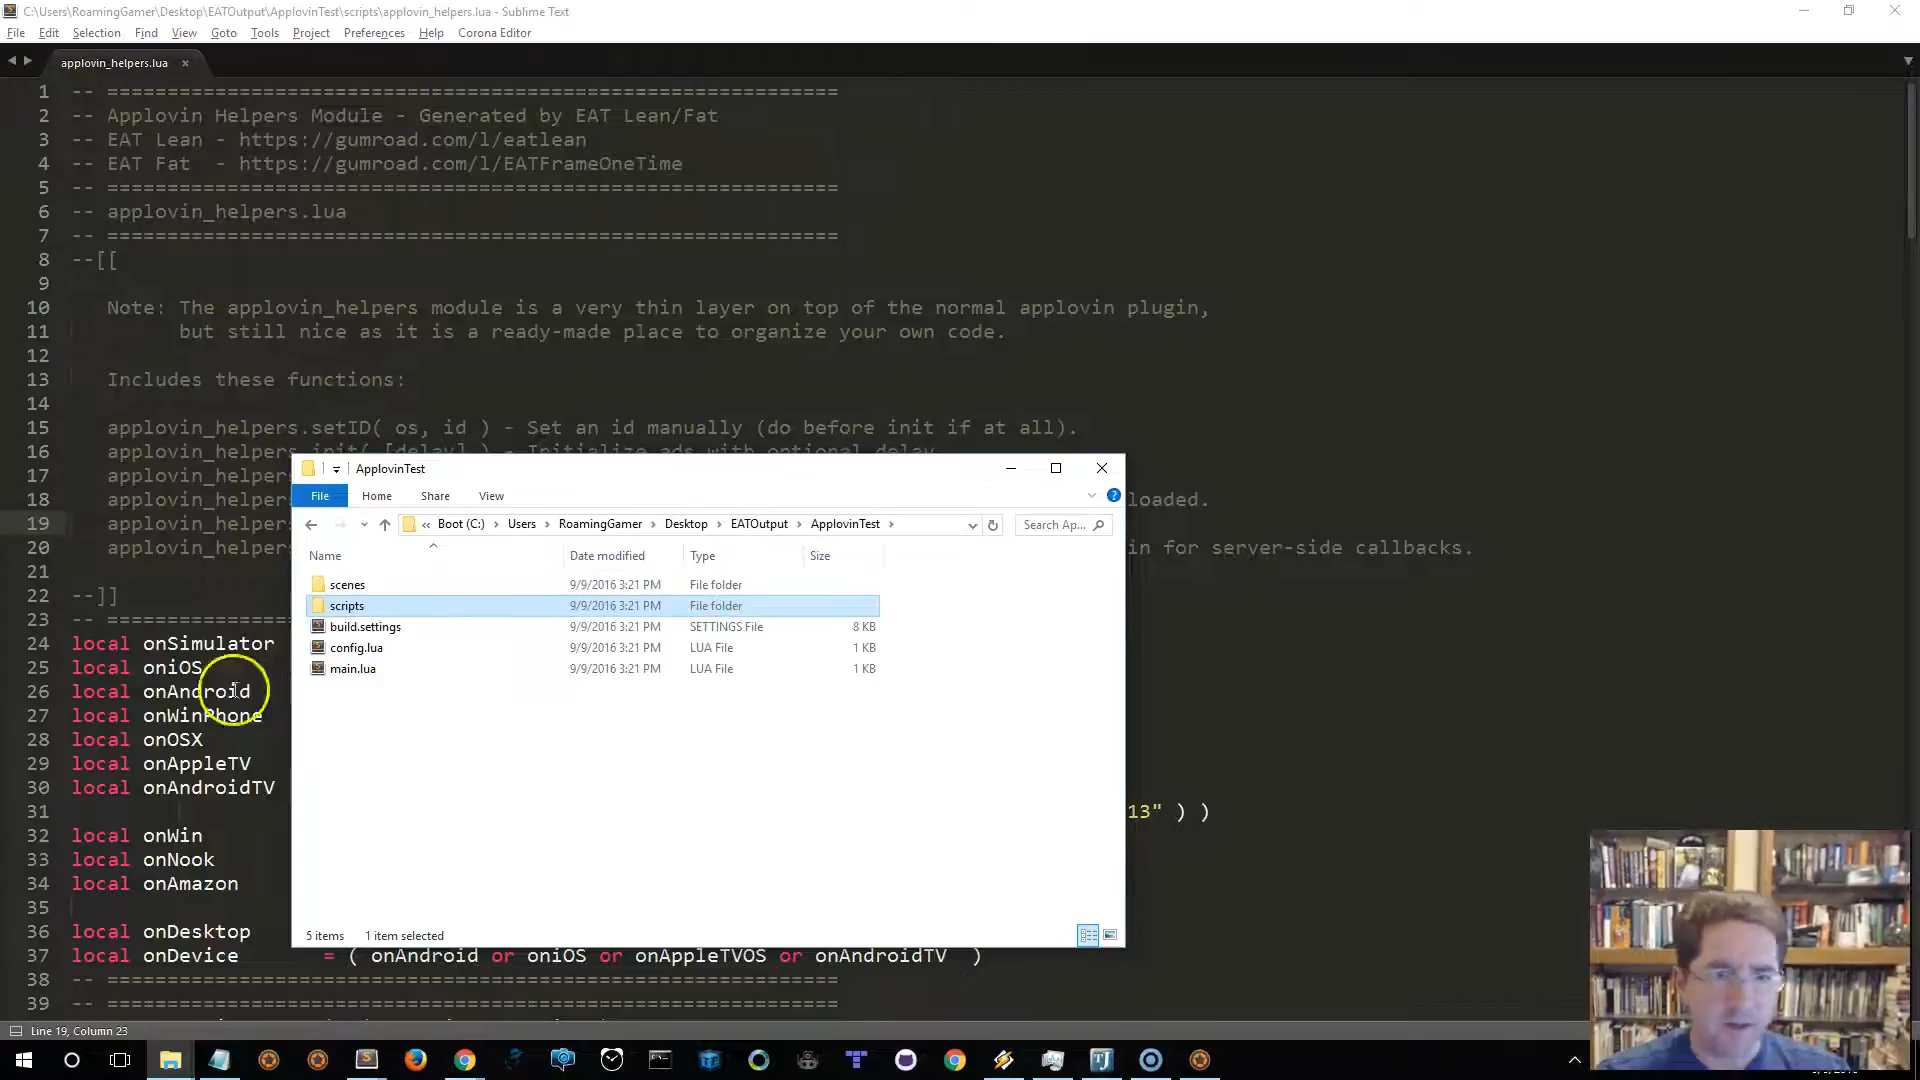 C:\Users\RoamingGamer\Desktop\EATOutput\ApplovinTest\scripts\applovin_helpers.lua - Sublime Text
File Edit Selection Find View Goto Tools Project Preferences Help Corona Editor
applovin_helpers.lua ×
1 -- =============================================================
2 -- Applovin Helpers Module - Generated by EAT Lean/Fat
3 -- EAT Lean - https://gumroad.com/l/eatlean
4 -- EAT Fat  - https://gumroad.com/l/EATFrameOneTime
5 -- =============================================================
6 -- applovin_helpers.lua
7 -- =============================================================
8 --[[
9
10 Note: The applovin_helpers module is a very thin layer on top of the normal applovin plugin,
11 but still nice as it is a ready-made place to organize your own code.
12
13 Includes these functions:
14
15 applovin_helpers.setID( os, id ) - Set an id manually (do before init if at all).
16 applovin_helpers.init( [delay] ) - Initialize ads with optional delay
17 applovin_helpers
18 applovin_helpers loaded.
19 applovin_helpers
20 applovin_helpers in for server-side callbacks.
21
22 --]]
23 -- =============
24 local onSimulator
25 local oniOS
26 local onAndroid
27 local onWinPhone
28 local onOSX
29 local onAppleTV
30 local onAndroidTV
31 13" ) )
32 local onWin
33 local onNook
34 local onAmazon
35
36 local onDesktop
37 local onDevice = ( onAndroid or oniOS or onAppleTVOS or onAndroidTV )
38 -- =============================================================
39 -- =============================================================
ApplovinTest
File Home Share View
« Boot (C:) › Users › RoamingGamer › Desktop › EATOutput › ApplovinTest ›
Search Ap...
Name Date modified Type Size
scenes 9/9/2016 3:21 PM File folder
scripts 9/9/2016 3:21 PM File folder
build.settings 9/9/2016 3:21 PM SETTINGS File 8 KB
config.lua 9/9/2016 3:21 PM LUA File 1 KB
main.lua 9/9/2016 3:21 PM LUA File 1 KB
5 items 1 item selected
Line 19, Column 23